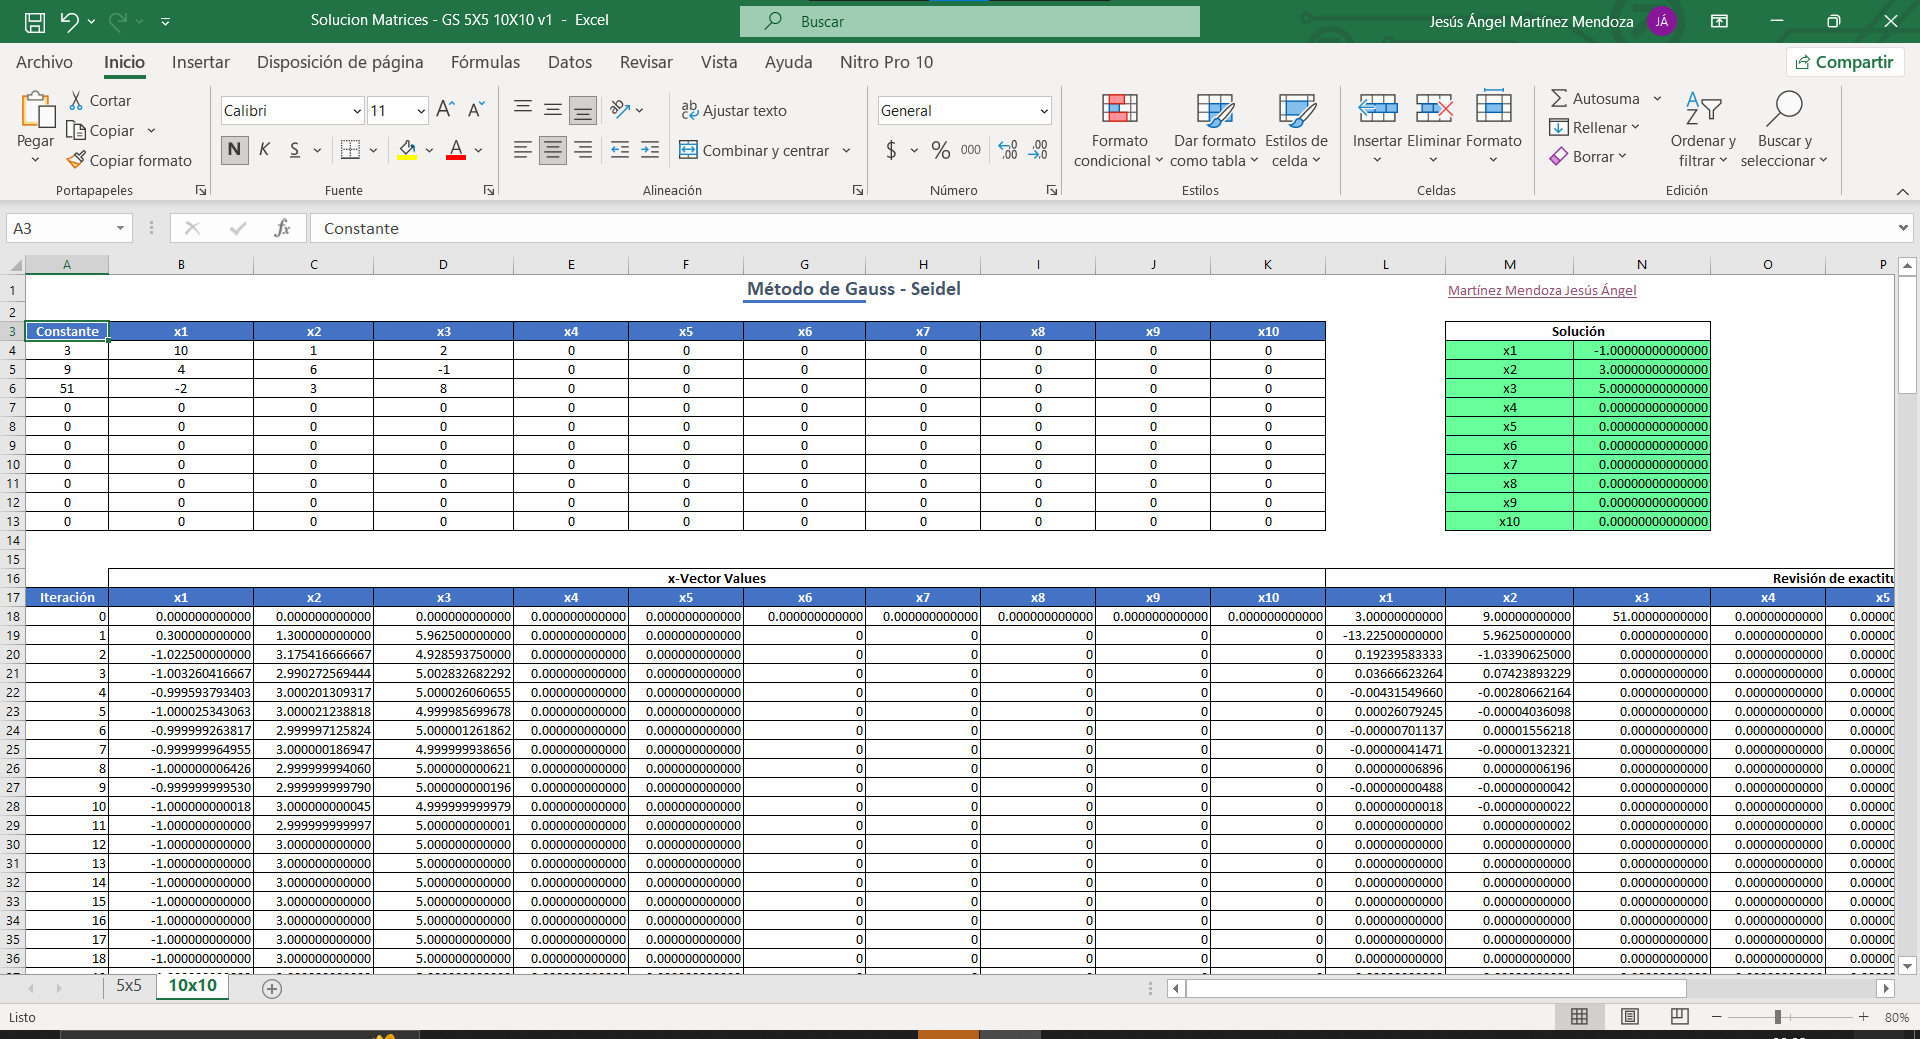 Solucion Matrices - GS 5X5 10X10 v1 - Excel
Buscar
Jesús Ángel Martínez Mendoza JÁ
Archivo Inicio Insertar Disposición de página Fórmulas Datos Revisar Vista Ayuda Nitro Pro 10 Compartir
Pegar Cortar Copiar Copiar formato Portapapeles
Calibri 11 N K S Fuente
Ajustar texto Combinar y centrar Alineación
General $ % 000 Número
Formato condicional Dar formato como tabla Estilos de celda Estilos
Insertar Eliminar Formato Celdas
Autosuma Rellenar Borrar Ordenar y filtrar Buscar y seleccionar Edición
A3 fx Constante
A B C D E F G H I J K L M N O P
1 Método de Gauss - Seidel Martínez Mendoza Jesús Ángel
2
3 Constante x1 x2 x3 x4 x5 x6 x7 x8 x9 x10 Solución
4 3 10 1 2 0 0 0 0 0 0 0 x1 -1.00000000000000
5 9 4 6 -1 0 0 0 0 0 0 0 x2 3.00000000000000
6 51 -2 3 8 0 0 0 0 0 0 0 x3 5.00000000000000
7 0 0 0 0 0 0 0 0 0 0 0 x4 0.00000000000000
8 0 0 0 0 0 0 0 0 0 0 0 x5 0.00000000000000
9 0 0 0 0 0 0 0 0 0 0 0 x6 0.00000000000000
10 0 0 0 0 0 0 0 0 0 0 0 x7 0.00000000000000
11 0 0 0 0 0 0 0 0 0 0 0 x8 0.00000000000000
12 0 0 0 0 0 0 0 0 0 0 0 x9 0.00000000000000
13 0 0 0 0 0 0 0 0 0 0 0 x10 0.00000000000000
14
15
16 x-Vector Values Revisión de exactitu
17 Iteración x1 x2 x3 x4 x5 x6 x7 x8 x9 x10 x1 x2 x3 x4 x5
18 0 0.000000000000 0.000000000000 0.000000000000 0.000000000000 0.000000000000 0.000000000000 0.000000000000 0.000000000000 0.000000000000 0.000000000000 3.00000000000 9.00000000000 51.00000000000 0.00000000000 0.0000
19 1 0.300000000000 1.300000000000 5.962500000000 0.000000000000 0.000000000000 0 0 0 0 0 -13.22500000000 5.96250000000 0.00000000000 0.00000000000 0.0000
20 2 -1.022500000000 3.175416666667 4.928593750000 0.000000000000 0.000000000000 0 0 0 0 0 0.19239583333 -1.03390625000 0.00000000000 0.00000000000 0.0000
21 3 -1.003260416667 2.990272569444 5.002832682292 0.000000000000 0.000000000000 0 0 0 0 0 0.03666623264 0.07423893229 0.00000000000 0.00000000000 0.0000
22 4 -0.999593793403 3.000201309317 5.000026060655 0.000000000000 0.000000000000 0 0 0 0 0 -0.00431549660 -0.00280662164 0.00000000000 0.00000000000 0.0000
23 5 -1.000025343063 3.000021238818 4.999985699678 0.000000000000 0.000000000000 0 0 0 0 0 0.00026079245 -0.00004036098 0.00000000000 0.00000000000 0.0000
24 6 -0.999999263817 2.999997125824 5.000001261862 0.000000000000 0.000000000000 0 0 0 0 0 -0.00000701137 0.00001556218 0.00000000000 0.00000000000 0.0000
25 7 -0.999999964955 3.000000186947 4.999999938656 0.000000000000 0.000000000000 0 0 0 0 0 -0.00000041471 -0.00000132321 0.00000000000 0.00000000000 0.0000
26 8 -1.000000006426 2.999999994060 5.000000000621 0.000000000000 0.000000000000 0 0 0 0 0 0.00000006896 0.00000006196 0.00000000000 0.00000000000 0.0000
27 9 -0.999999999530 2.999999999790 5.000000000196 0.000000000000 0.000000000000 0 0 0 0 0 -0.00000000488 -0.00000000042 0.00000000000 0.00000000000 0.0000
28 10 -1.000000000018 3.000000000045 4.999999999979 0.000000000000 0.000000000000 0 0 0 0 0 0.00000000018 -0.00000000022 0.00000000000 0.00000000000 0.0000
29 11 -1.000000000000 2.999999999997 5.000000000001 0.000000000000 0.000000000000 0 0 0 0 0 0.00000000000 0.00000000002 0.00000000000 0.00000000000 0.0000
30 12 -1.000000000000 3.000000000000 5.000000000000 0.000000000000 0.000000000000 0 0 0 0 0 0.00000000000 0.00000000000 0.00000000000 0.00000000000 0.0000
31 13 -1.000000000000 3.000000000000 5.000000000000 0.000000000000 0.000000000000 0 0 0 0 0 0.00000000000 0.00000000000 0.00000000000 0.00000000000 0.0000
32 14 -1.000000000000 3.000000000000 5.000000000000 0.000000000000 0.000000000000 0 0 0 0 0 0.00000000000 0.00000000000 0.00000000000 0.00000000000 0.0000
33 15 -1.000000000000 3.000000000000 5.000000000000 0.000000000000 0.000000000000 0 0 0 0 0 0.00000000000 0.00000000000 0.00000000000 0.00000000000 0.0000
34 16 -1.000000000000 3.000000000000 5.000000000000 0.000000000000 0.000000000000 0 0 0 0 0 0.00000000000 0.00000000000 0.00000000000 0.00000000000 0.0000
35 17 -1.000000000000 3.000000000000 5.000000000000 0.000000000000 0.000000000000 0 0 0 0 0 0.00000000000 0.00000000000 0.00000000000 0.00000000000 0.0000
36 18 -1.000000000000 3.000000000000 5.000000000000 0.000000000000 0.000000000000 0 0 0 0 0 0.00000000000 0.00000000000 0.00000000000 0.00000000000 0.0000
5x5 10x10
Listo 80%